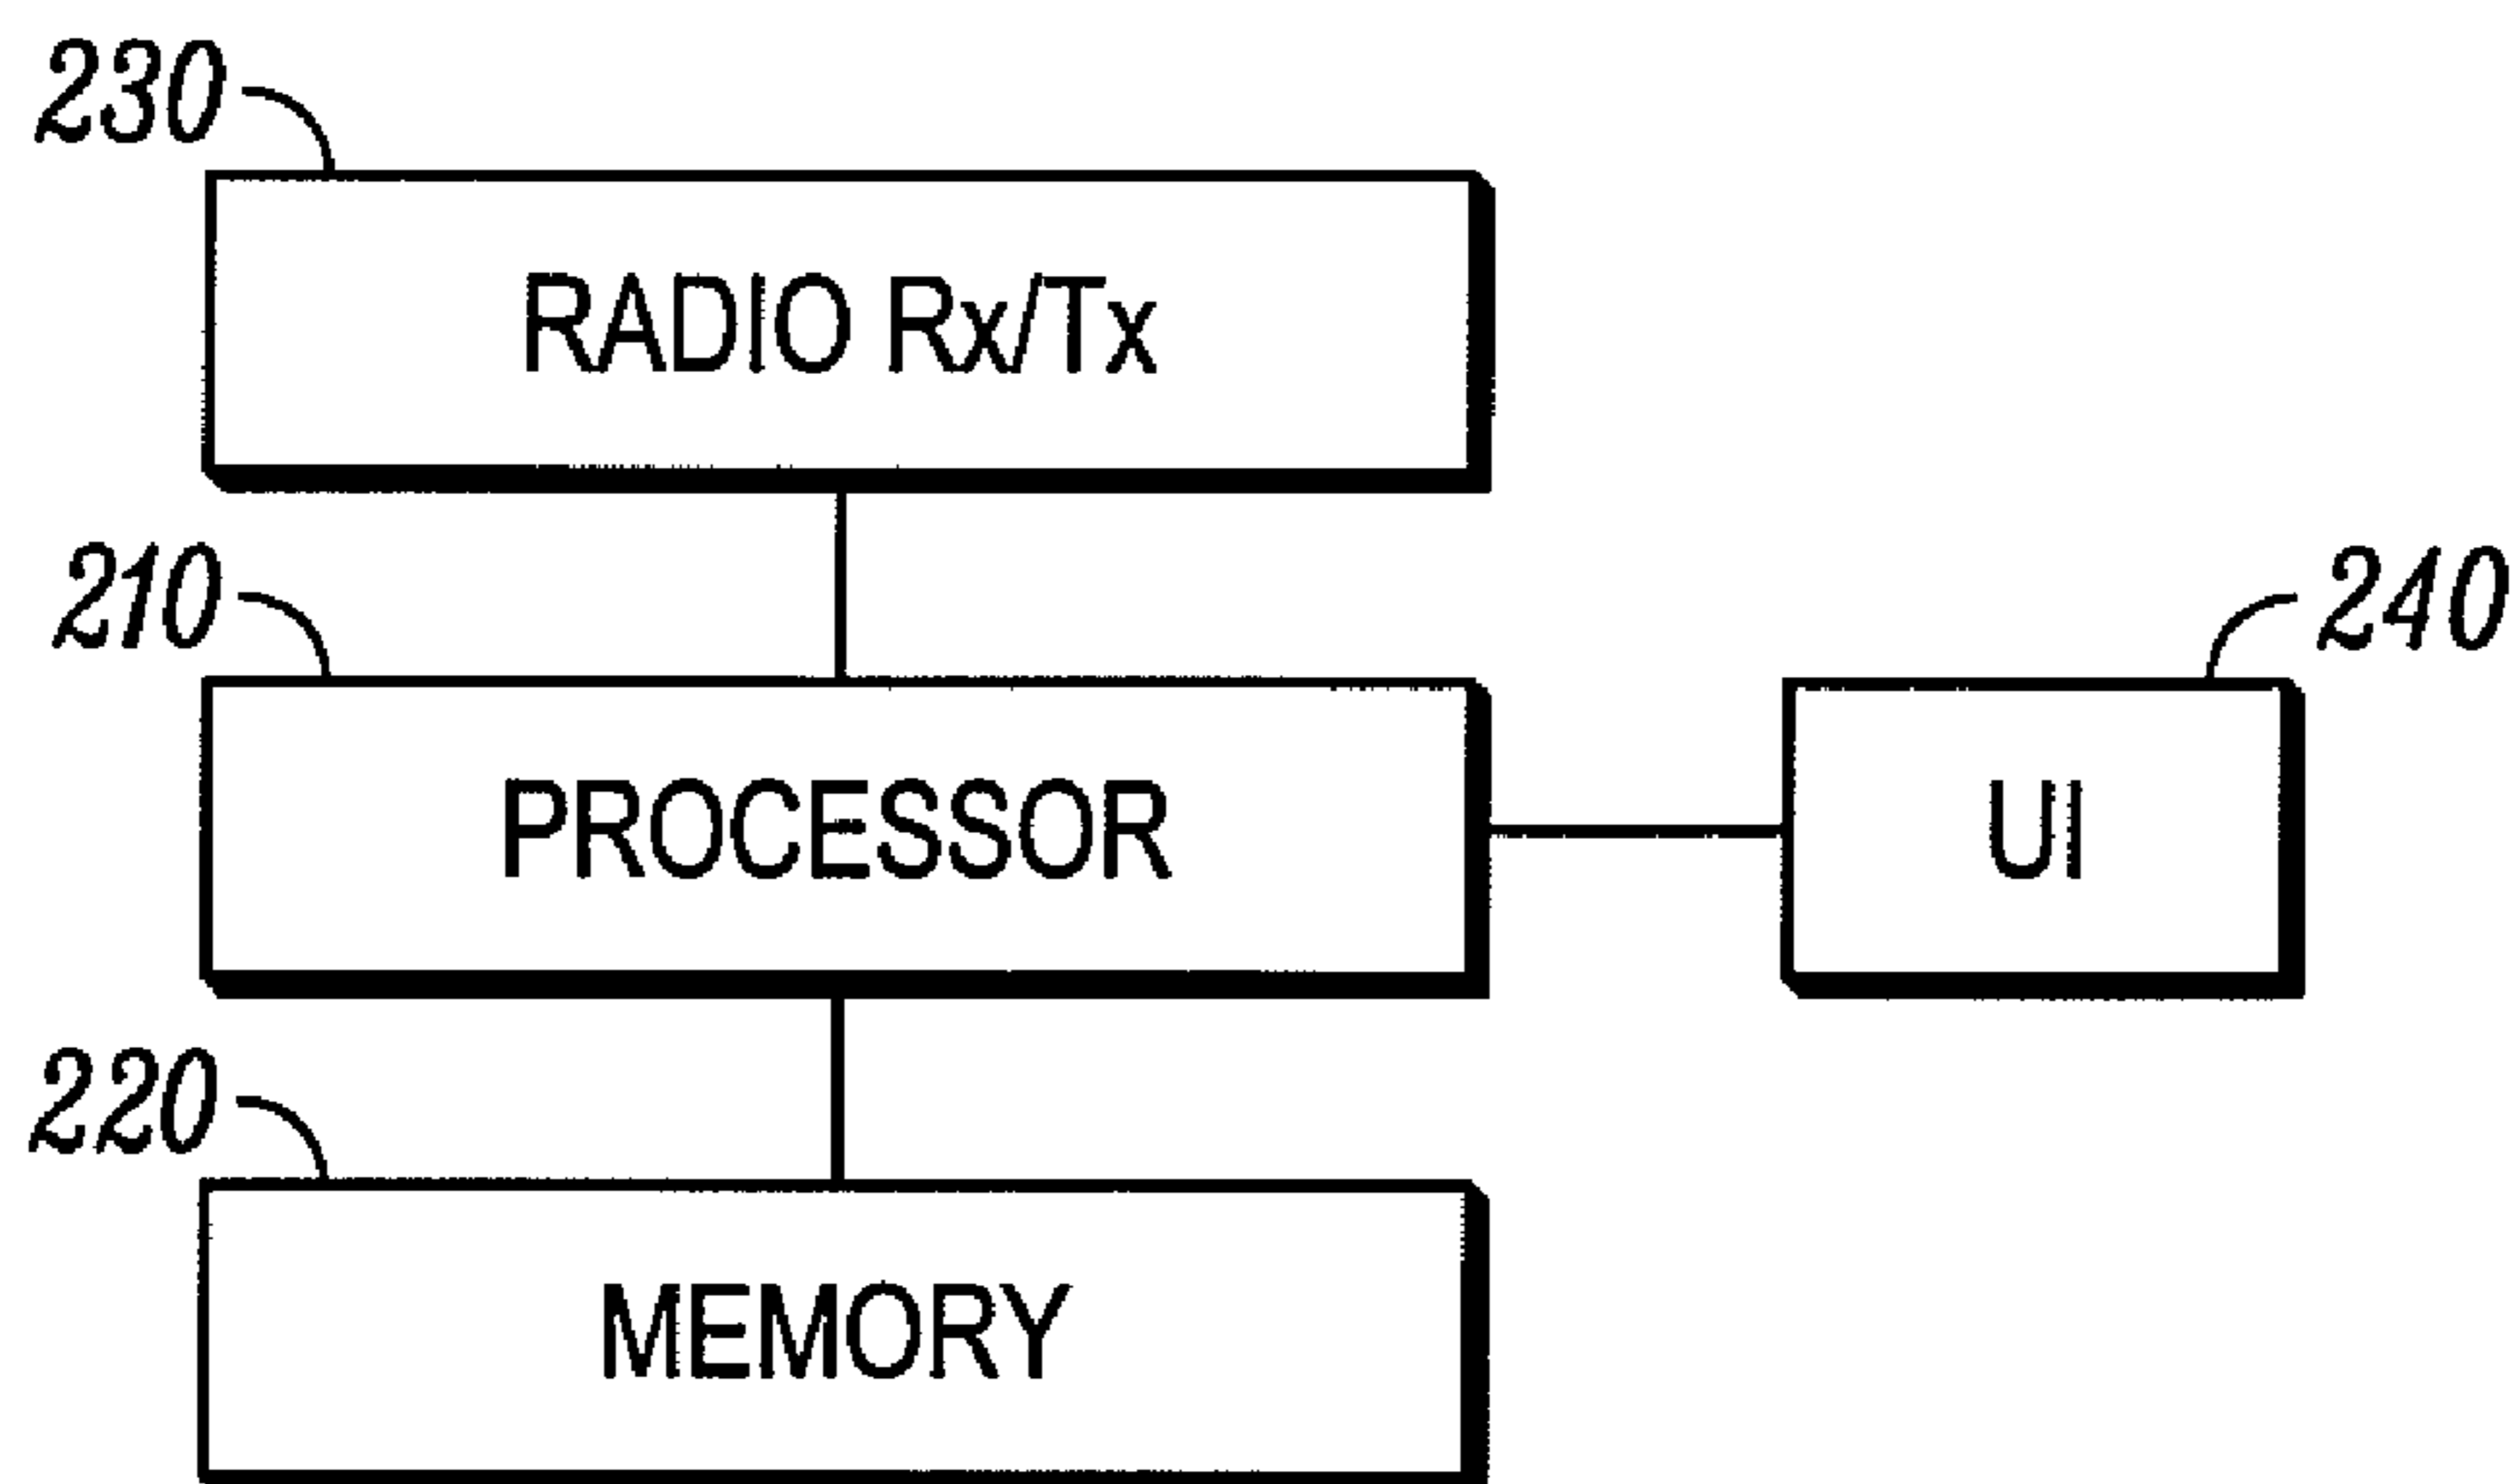 230
RADIO Rx/Tx
210
240
PROCESSOR
UI
220
MEMORY